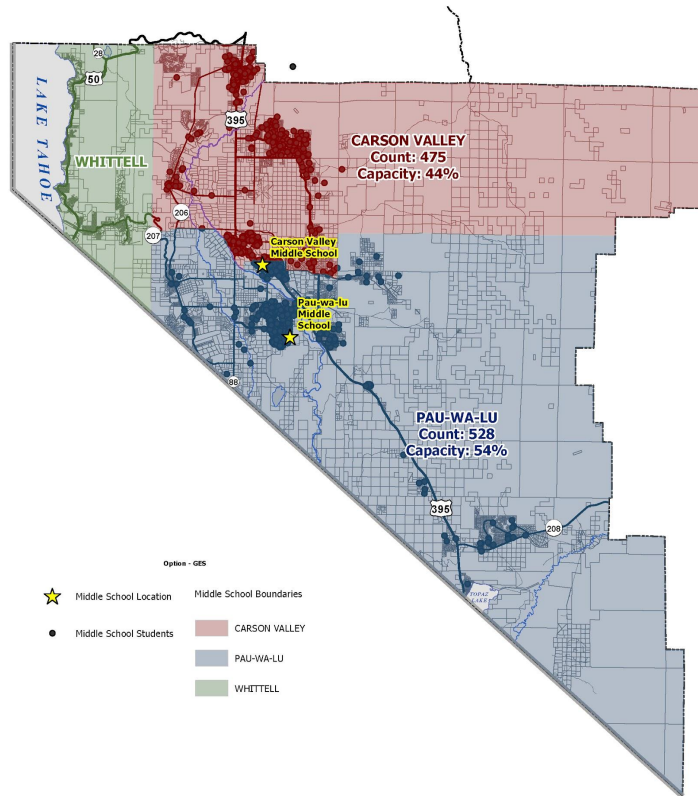 28
50
LAKE TAHOE
WHITTELL
395
CARSON VALLEY
Count: 475
Capacity: 44%
206
207
Carson Valley
Middle School
Pau-wa-lu
Middle
School
88
PAU-WA-LU
Count: 528
Capacity: 54%
395
208
TOPAZ
LAKE
Option - GES
Middle School Location
Middle School Boundaries
Middle School Students
CARSON VALLEY
PAU-WA-LU
WHITTELL